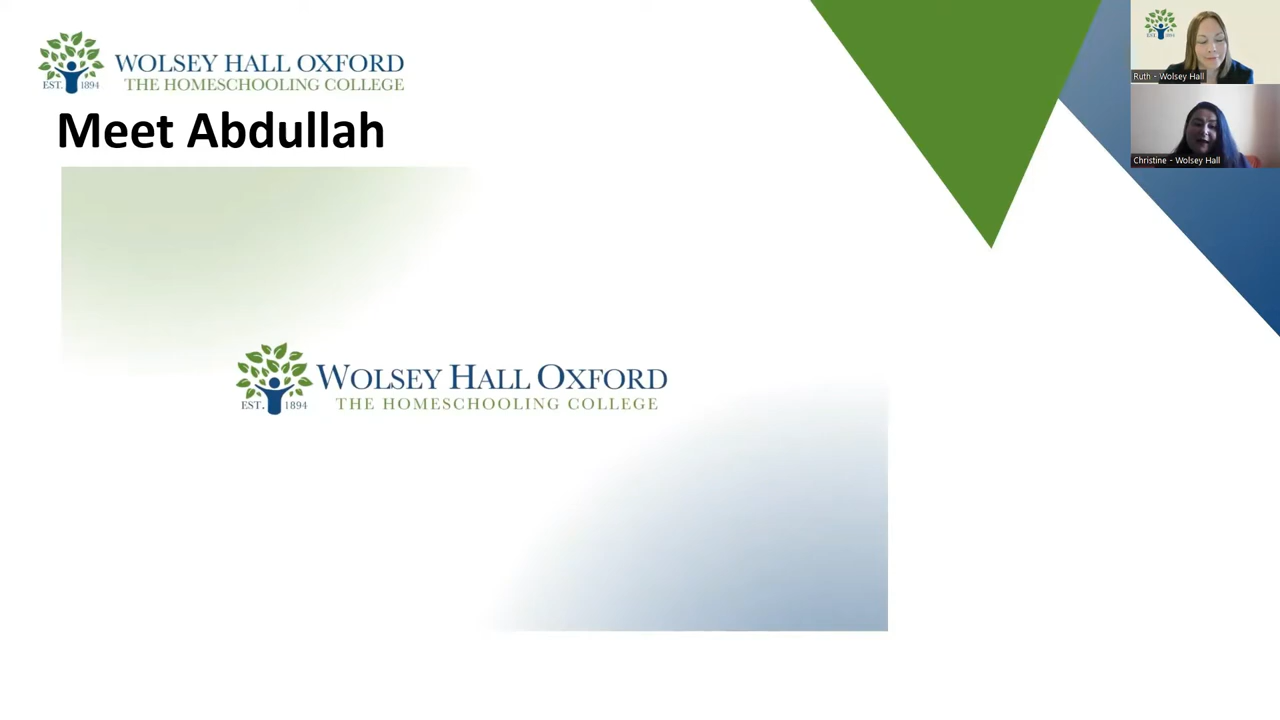 WOLSEY HALL OXFORD
EST. 1894 THE HOMESCHOOLING COLLEGE
Meet Abdullah
WOLSEY HALL OXFORD
EST. 1894 THE HOMESCHOOLING COLLEGE
Ruth - Wolsey Hall
Christine - Wolsey Hall